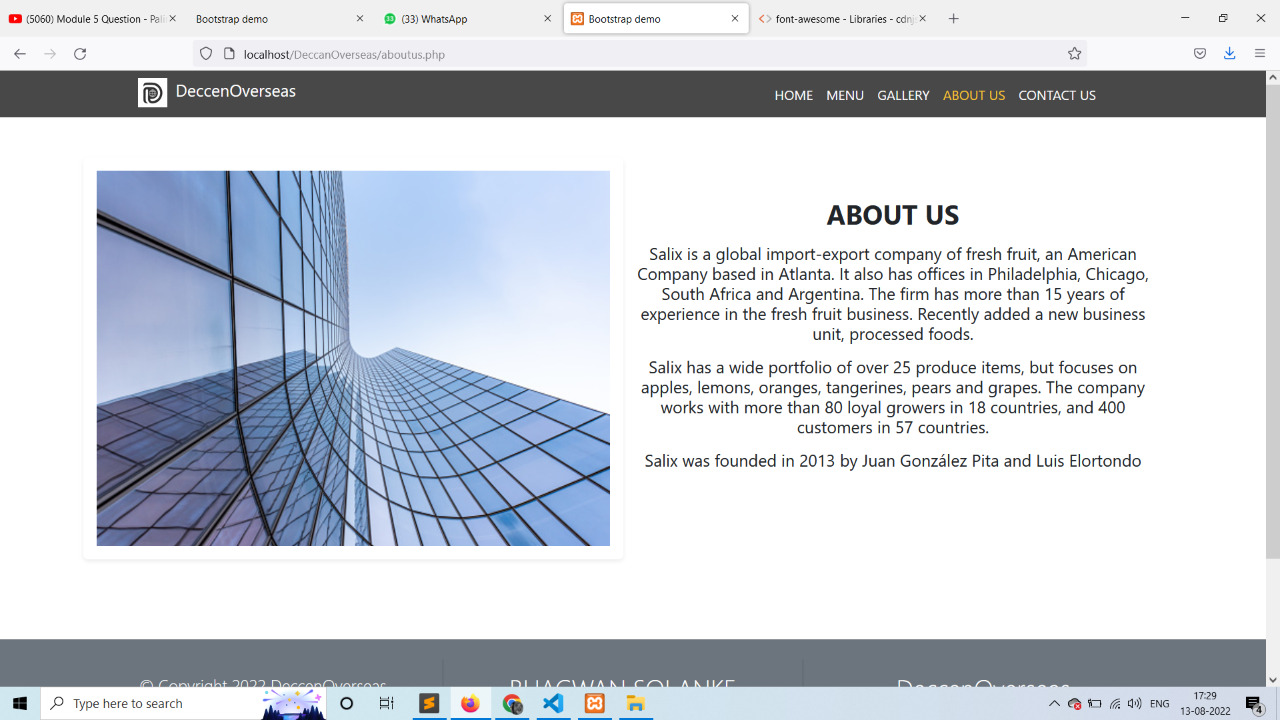 (5060) Module 5 Question - Pali
Bootstrap demo
(33) WhatsApp
Bootstrap demo
font-awesome - Libraries - cdnj
localhost/DeccanOverseas/aboutus.php
DeccenOverseas
HOME MENU GALLERY ABOUT US CONTACT US
ABOUT US
Salix is a global import-export company of fresh fruit, an American
Company based in Atlanta. It also has offices in Philadelphia, Chicago,
South Africa and Argentina. The firm has more than 15 years of
experience in the fresh fruit business. Recently added a new business
unit, processed foods.
Salix has a wide portfolio of over 25 produce items, but focuses on
apples, lemons, oranges, tangerines, pears and grapes. The company
works with more than 80 loyal growers in 18 countries, and 400
customers in 57 countries.
Salix was founded in 2013 by Juan González Pita and Luis Elortondo
© Copyright 2022 DeccenOverseas
BHAGWAN SOLANKE
DeccenOverseas
Type here to search
ENG
17:29
13-08-2022
4